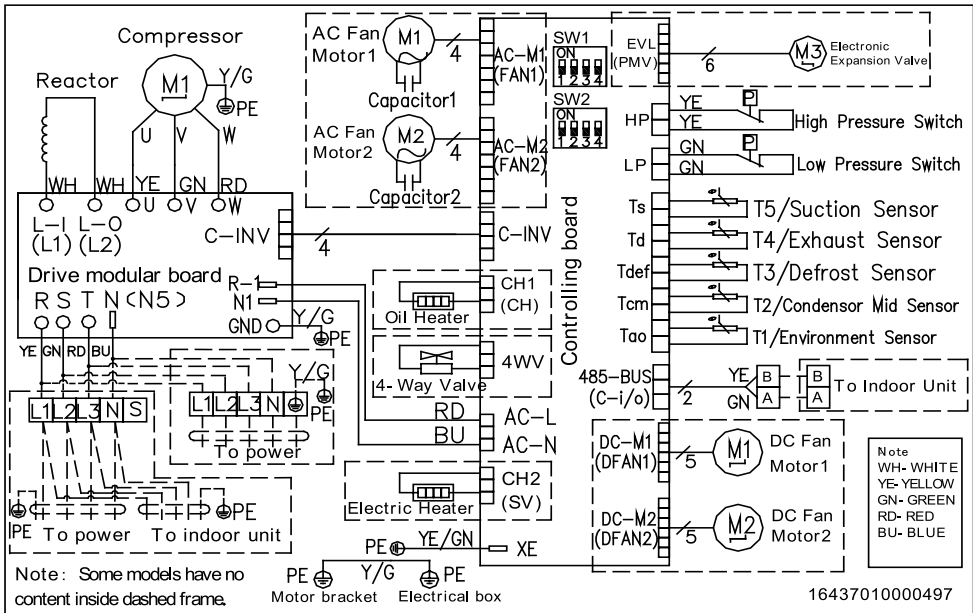 Compressor
Reactor
M1
Y/G
PE
U
V
W
WH
WH
YE
GN
RD
L-I
(L1)
L-O
(L2)
U
V
W
C-INV
4
Drive modular board
R S T N (N5)
R-1
N1
GND
Y/G
PE
YE
GN
RD
BU
L1 L2 L3 N S
L1 L2 L3 N
Y/G
PE
To power
PE
To power
To indoor unit
PE
Note: Some models have no
content inside dashed frame.
AC Fan
Motor1
M1
4
Capacitor1
AC Fan
Motor2
M2
4
Capacitor2
AC-M1
(FAN1)
AC-M2
(FAN2)
C-INV
CH1
(CH)
Oil Heater
4WV
4-Way Valve
RD
AC-L
BU
AC-N
CH2
(SV)
Electric Heater
PE
YE/GN
XE
PE
Y/G
PE
Motor bracket
Electrical box
SW1
ON
1 2 3 4
SW2
ON
1 2 3 4
Controlling board
EVL
(PMV)
6
M3
Electronic
Expansion Valve
HP
YE
YE
P
High Pressure Switch
LP
GN
GN
P
Low Pressure Switch
Ts
T5/Suction Sensor
Td
T4/Exhaust Sensor
Tdef
T3/Defrost Sensor
Tcm
T2/Condensor Mid Sensor
Tao
T1/Environment Sensor
485-BUS
(C-i/o)
2
YE
GN
B
A
B
A
To Indoor Unit
DC-M1
(DFAN1)
5
M1
DC Fan
Motor1
DC-M2
(DFAN2)
5
M2
DC Fan
Motor2
Note
WH- WHITE
YE- YELLOW
GN- GREEN
RD- RED
BU- BLUE
16437010000497